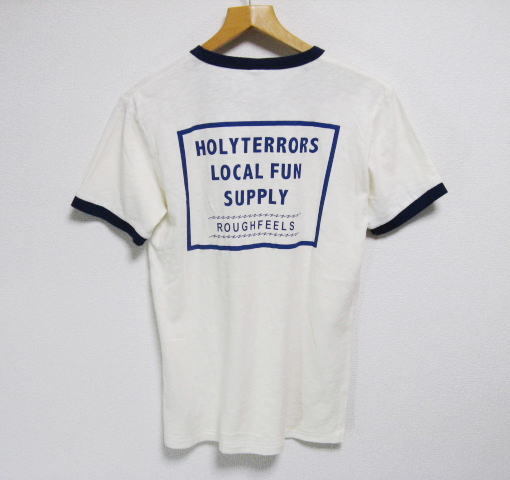 HOLYTERRORS
LOCAL FUN
SUPPLY
ROUGHFEELS